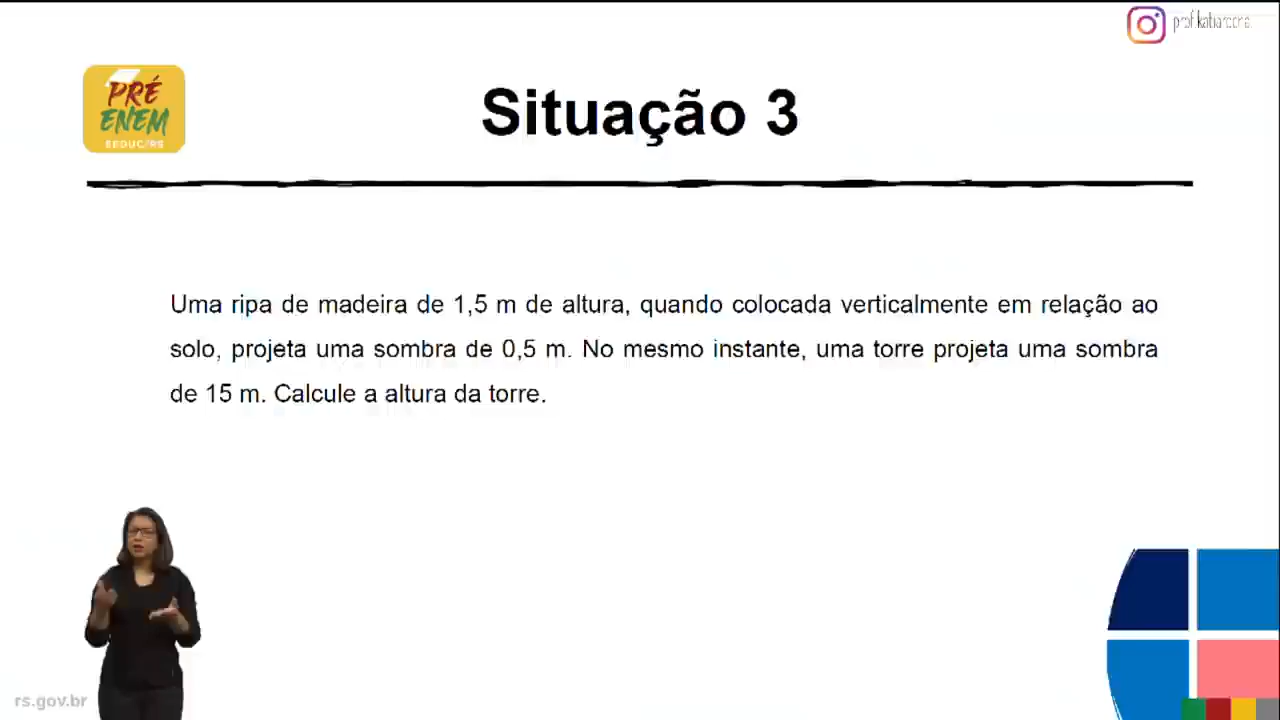 PRÉ
ENEM
SEDUC/RS
Situação 3
Uma ripa de madeira de 1,5 m de altura, quando colocada verticalmente em relação ao
solo, projeta uma sombra de 0,5 m. No mesmo instante, uma torre projeta uma sombra
de 15 m. Calcule a altura da torre.
rs.gov.br